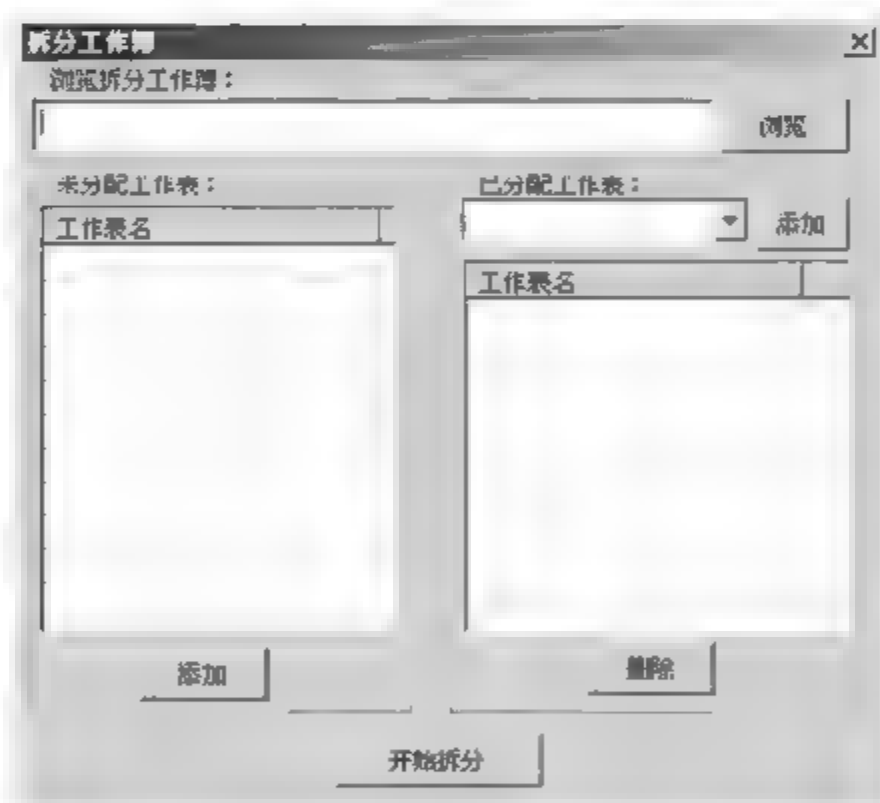 拆分工作簿
浏览拆分工作簿：
浏览
未分配工作表：
已分配工作表：
添加
工作表名
工作表名
添加
删除
开始拆分